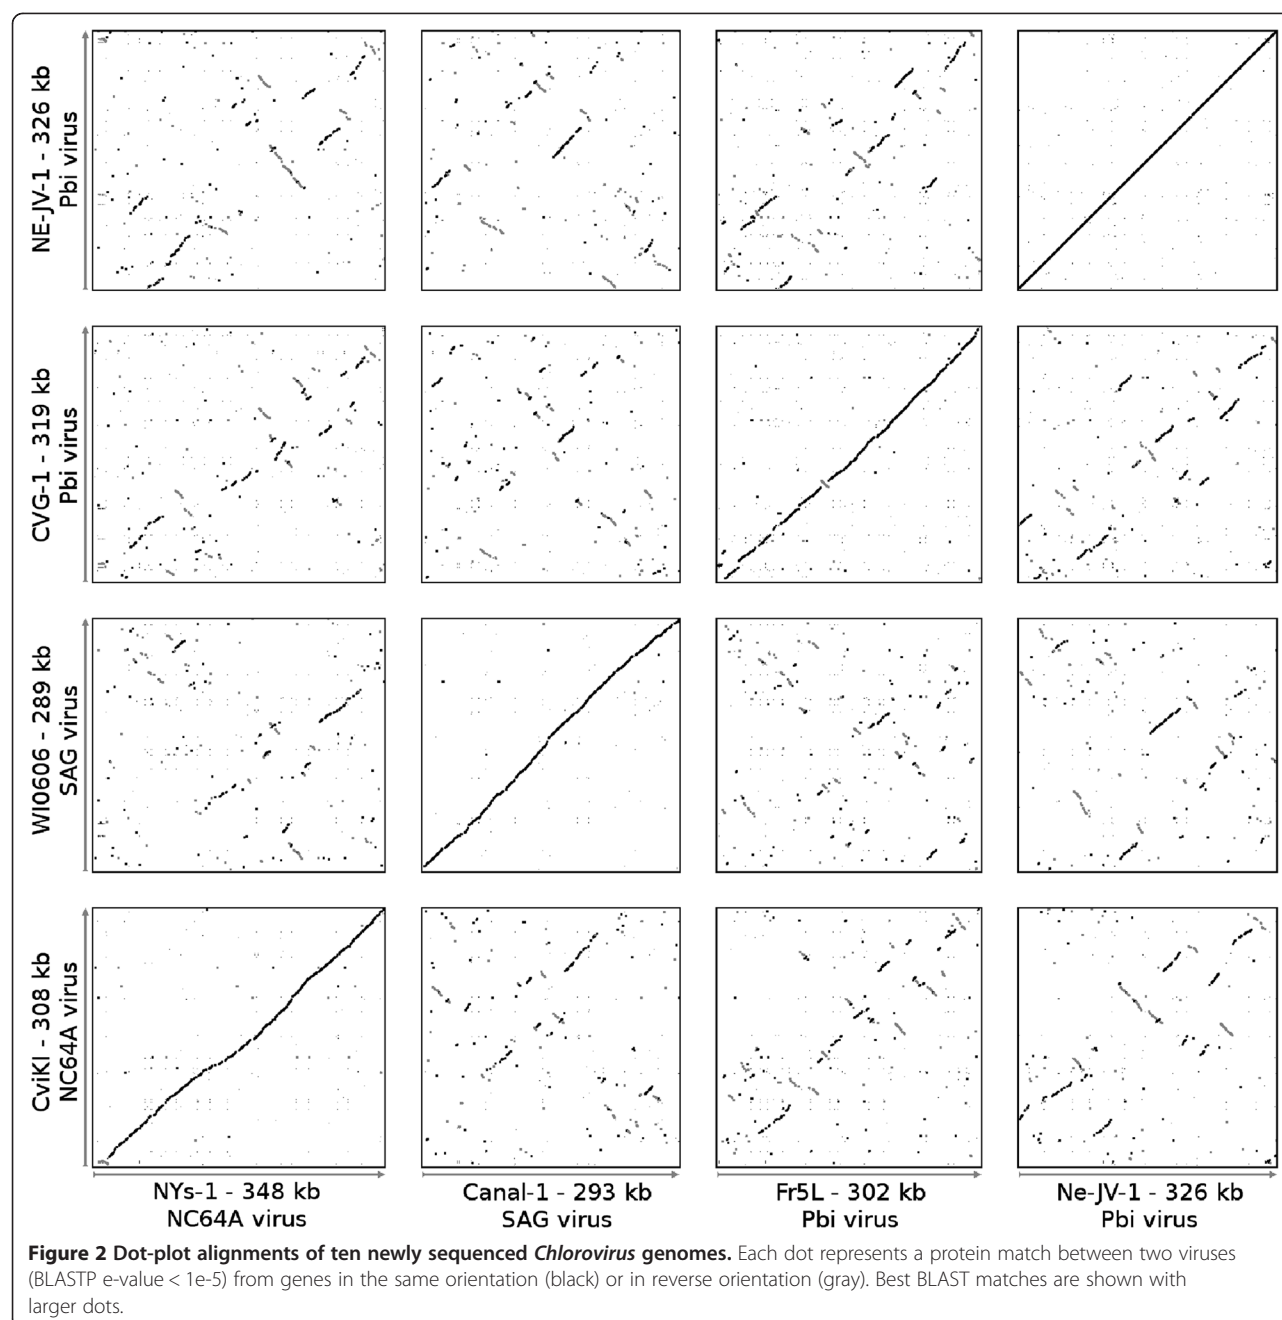 NE-JV-1 - 326 kb
Pbi virus
CVG-1 - 319 kb
Pbi virus
WI0606 - 289 kb
SAG virus
CviKI - 308 kb
NC64A virus
NYs-1 - 348 kb
NC64A virus
Canal-1 - 293 kb
SAG virus
Fr5L - 302 kb
Pbi virus
Ne-JV-1 - 326 kb
Pbi virus
Figure 2 Dot-plot alignments of ten newly sequenced Chlorovirus genomes. Each dot represents a protein match between two viruses
(BLASTP e-value < 1e-5) from genes in the same orientation (black) or in reverse orientation (gray). Best BLAST matches are shown with
larger dots.